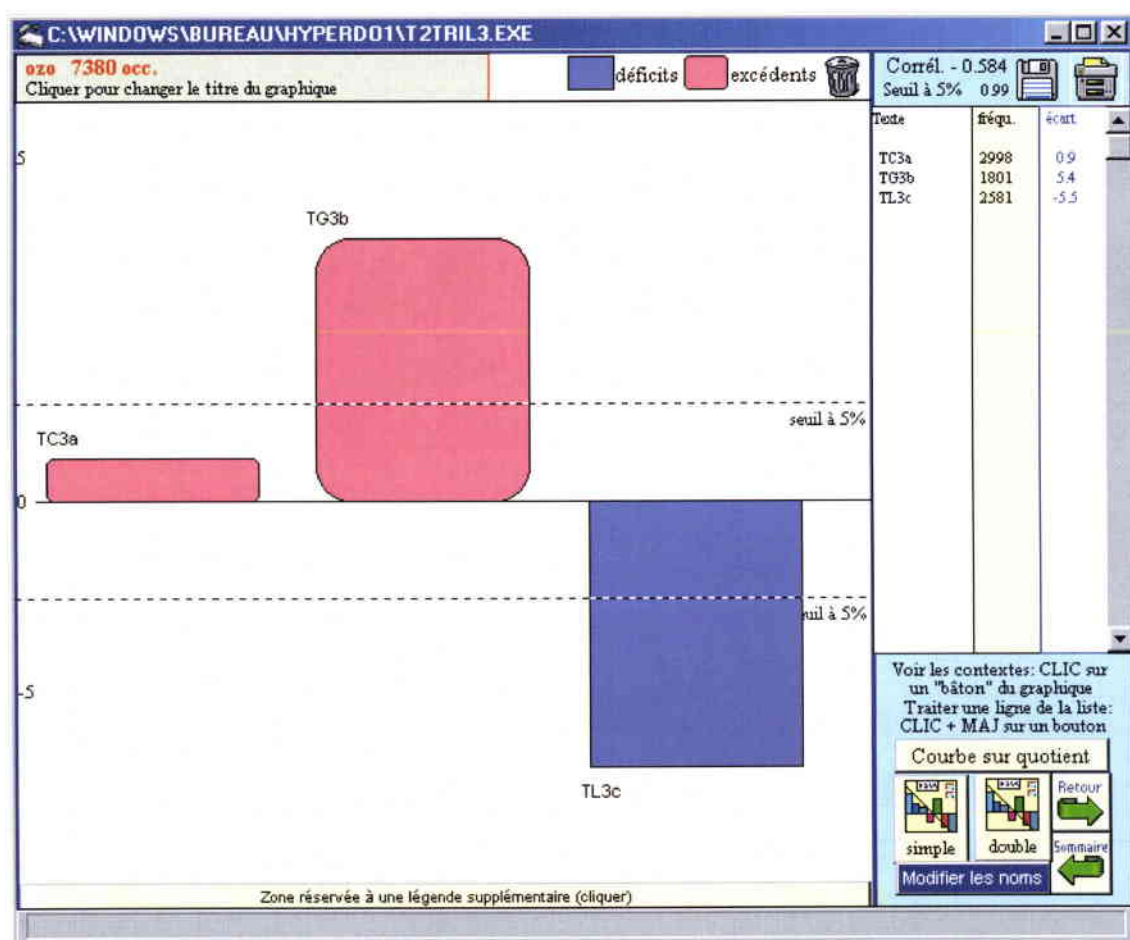 C:\WINDOWS\BUREAU\HYPERDO1\T2TRIL3.EXE
ozo 7380 occ.
Cliquer pour changer le titre du graphique
déficits
excédents
Corrél. - 0.584
Seuil à 5% 0.99
5
TG3b
seuil à 5%
TC3a
0
uil à 5%
-5
TL3c
Zone réservée à une légende supplémentaire (cliquer)
Texte fréqu. écart
TC3a 2998 0.9
TG3b 1801 5.4
TL3c 2581 -5.5
Voir les contextes: CLIC sur
un "bâton" du graphique
Traiter une ligne de la liste:
CLIC + MAJ sur un bouton
Courbe sur quotient
simple
double
Retour
Sommaire
Modifier les noms